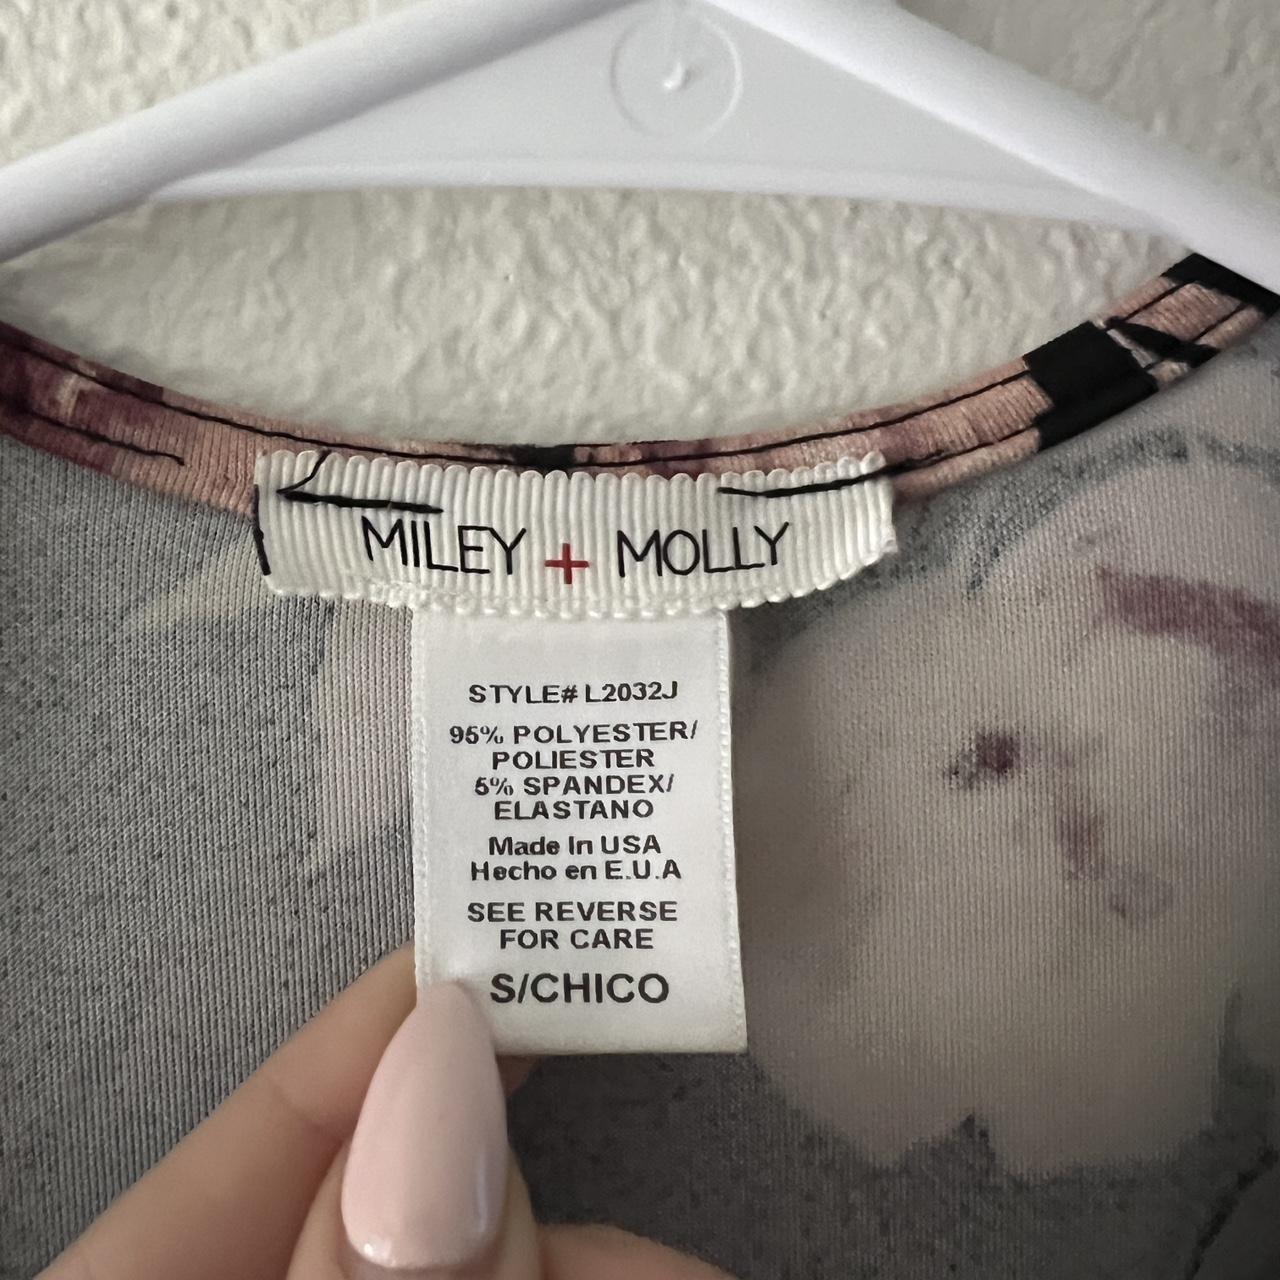 MILEY + MOLLY
STYLE# L2032J
95% POLYESTER/
POLIESTER
5% SPANDEX/
ELASTANO
Made In USA
Hecho en E.U.A
SEE REVERSE
FOR CARE
S/CHICO